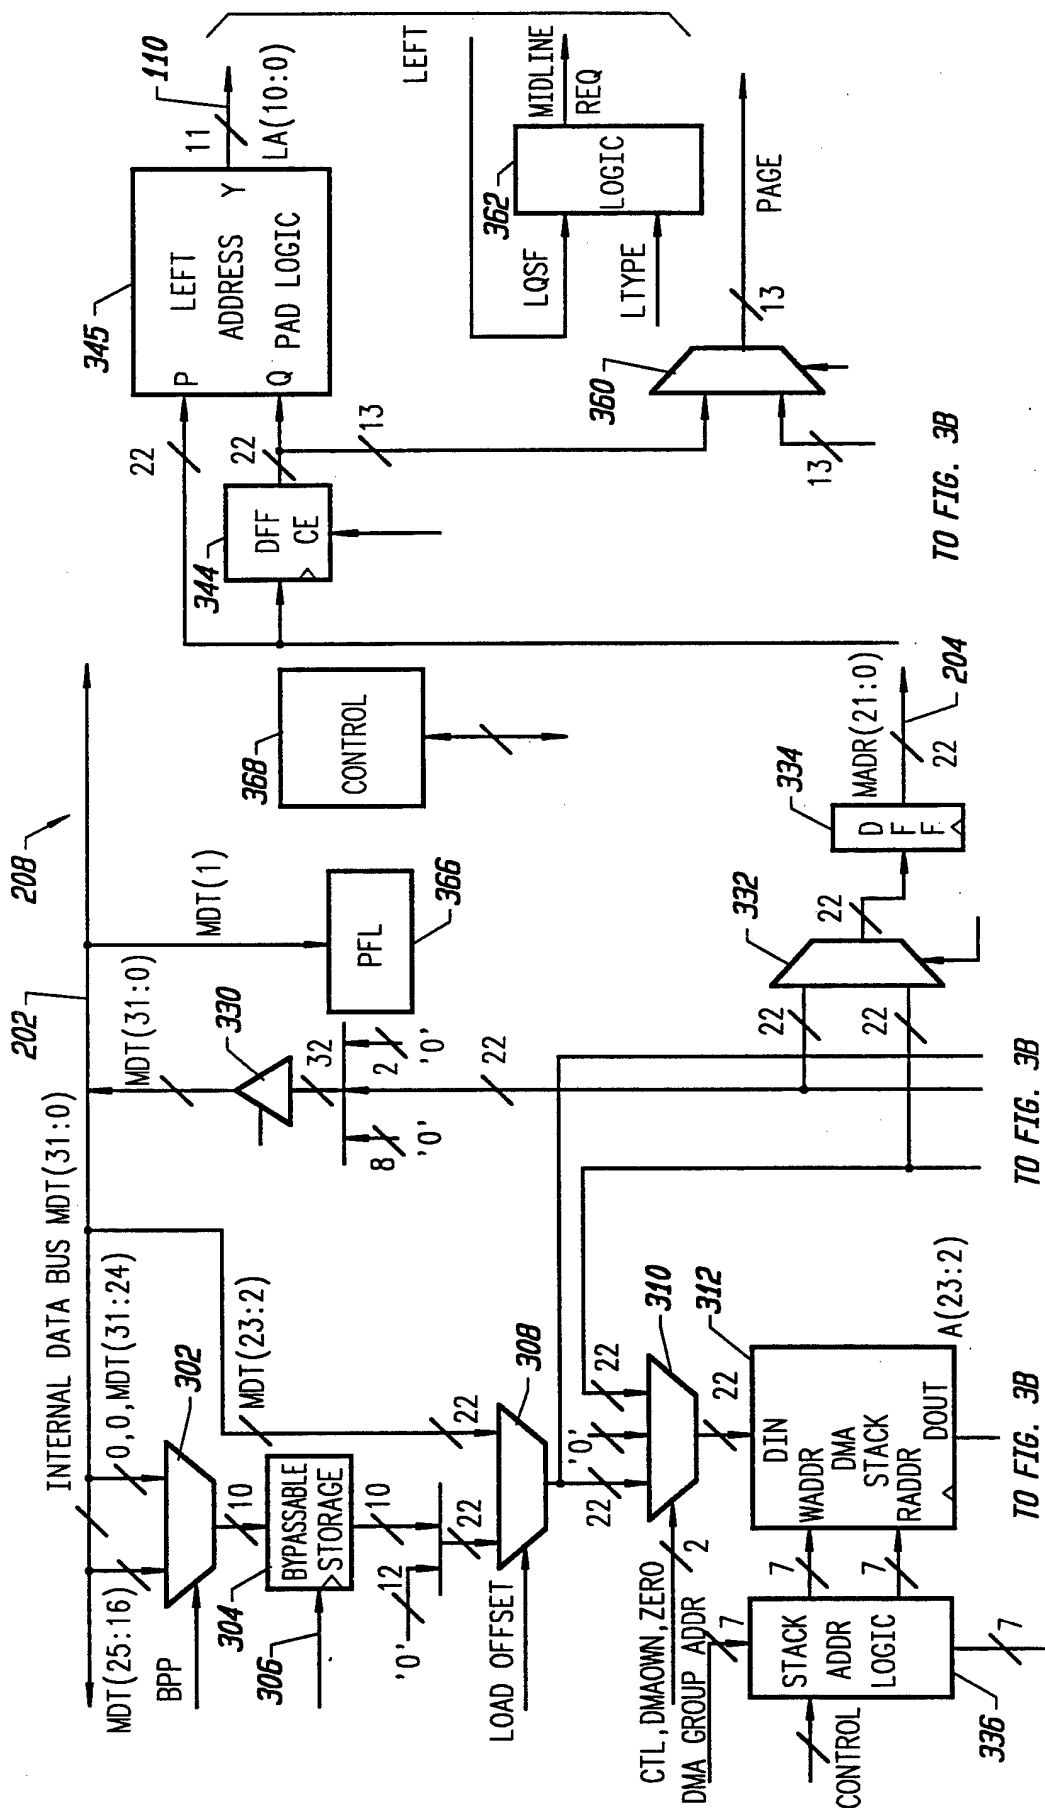 208
202
INTERNAL DATA BUS MDT(31:0)
MDT(25:16)
0,0,MDT(31:24)
302
BPP
10
304
BYPASSABLE
STORAGE
306
10
'0'
12
22
MDT(23:2)
22
308
LOAD OFFSET
22
'0'
22
310
CTL,DMAOWN,ZERO
2
DMA GROUP ADDR
7
22
312
DIN
WADDR
DMA
STACK
RADDR
DOUT
A(23:2)
STACK
ADDR
LOGIC
7
7
7
CONTROL
336
MDT(31:0)
330
32
8
'0'
2
'0'
22
MDT(1)
PFL
366
368
CONTROL
22
22
332
22
334
D
F
F
MADR(21:0)
22
204
344
DFF
CE
22
22
13
345
P
Q
LEFT
ADDRESS
PAD LOGIC
Y
11
110
LA(10:0)
LEFT
LQSF
LTYPE
362
LOGIC
MIDLINE
REQ
360
13
13
PAGE
TO FIG. 3B
TO FIG. 3B
TO FIG. 3B